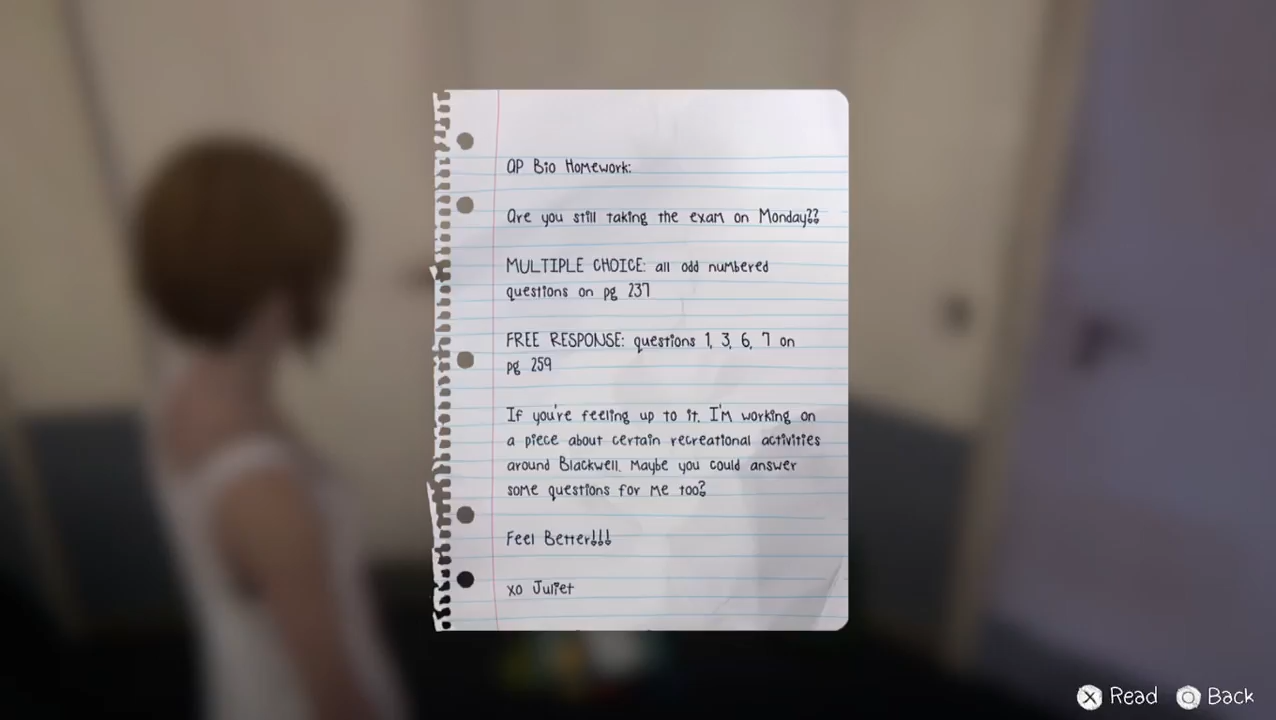 AP Bio Homework:
Are you still taking the exam on Monday??
MULTIPLE CHOICE: all odd numbered
questions on pg 237
FREE RESPONSE: questions 1, 3, 6, 7 on
pg 259
If you're feeling up to it, I'm working on
a piece about certain recreational activities
around Blackwell. Maybe you could answer
some questions for me too?
Feel Better!!!
xo Juliet
Read Back